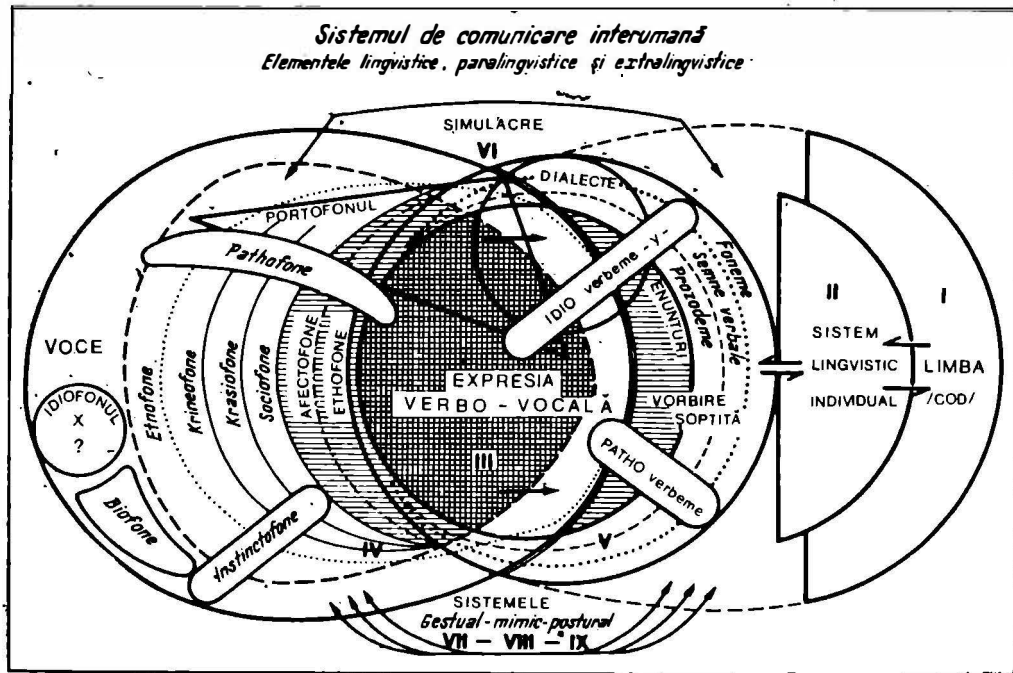 Sistemul de comunicare interumană
Elementele lingvistice, paralingvistice și extralingvistice
SIMULACRE
VI
DIALECTE
PORTOFONUL
Pathofone
IDIO verbeme -y-
Foneme
Semne verbale
Prozodeme
ENUNTURI
VOCE
IDIOFONUL
X
?
Etnofone
Krineofone
Krasiofone
Sociofone
AFECTOFONE
ETHOFONE
EXPRESIA
VERBO-VOCALĂ
III
VORBIRE
ȘOPTITĂ
PATHO verbeme
II
SISTEM
LINGVISTIC
INDIVIDUAL
I
LIMBA
/COD/
Biofone
Instinctofone
IV
V
SISTEMELE
Gestual-mimic-postural
VII - VIII - IX